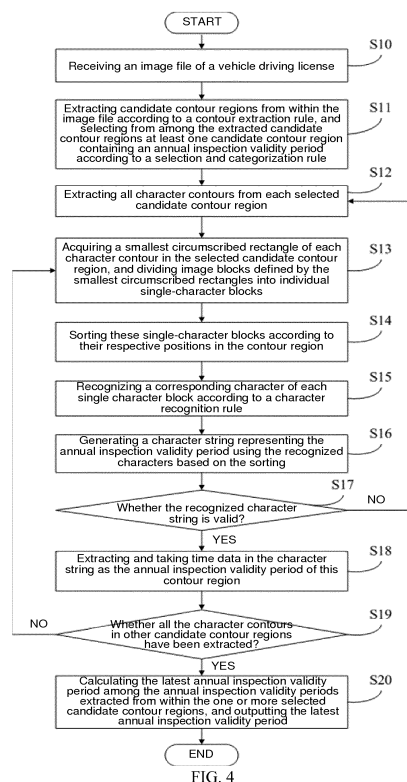 START
S10
Receiving an image file of a vehicle driving license
S11
Extracting candidate contour regions from within the
image file according to a contour extraction rule, and
selecting from among the extracted candidate
contour regions at least one candidate contour region
containing an annual inspection validity period
according to a selection and categorization rule
S12
Extracting all character contours from each selected
candidate contour region
S13
Acquiring a smallest circumscribed rectangle of each
character contour in the selected candidate contour
region, and dividing image blocks defined by the
smallest circumscribed rectangles into individual
single-character blocks
S14
Sorting these single-character blocks according to
their respective positions in the contour region
S15
Recognizing a corresponding character of each
single character block according to a character
recognition rule
S16
Generating a character string representing the
annual inspection validity period using the recognized
characters based on the sorting
S17
Whether the recognized character
string is valid?
NO
YES
S18
Extracting and taking time data in the character
string as the annual inspection validity period of this
contour region
S19
NO
Whether all the character contours
in other candidate contour regions
have been extracted?
YES
S20
Calculating the latest annual inspection validity
period among the annual inspection validity periods
extracted from within the one or more selected
candidate contour regions, and outputting the latest
annual inspection validity period
END
FIG. 4